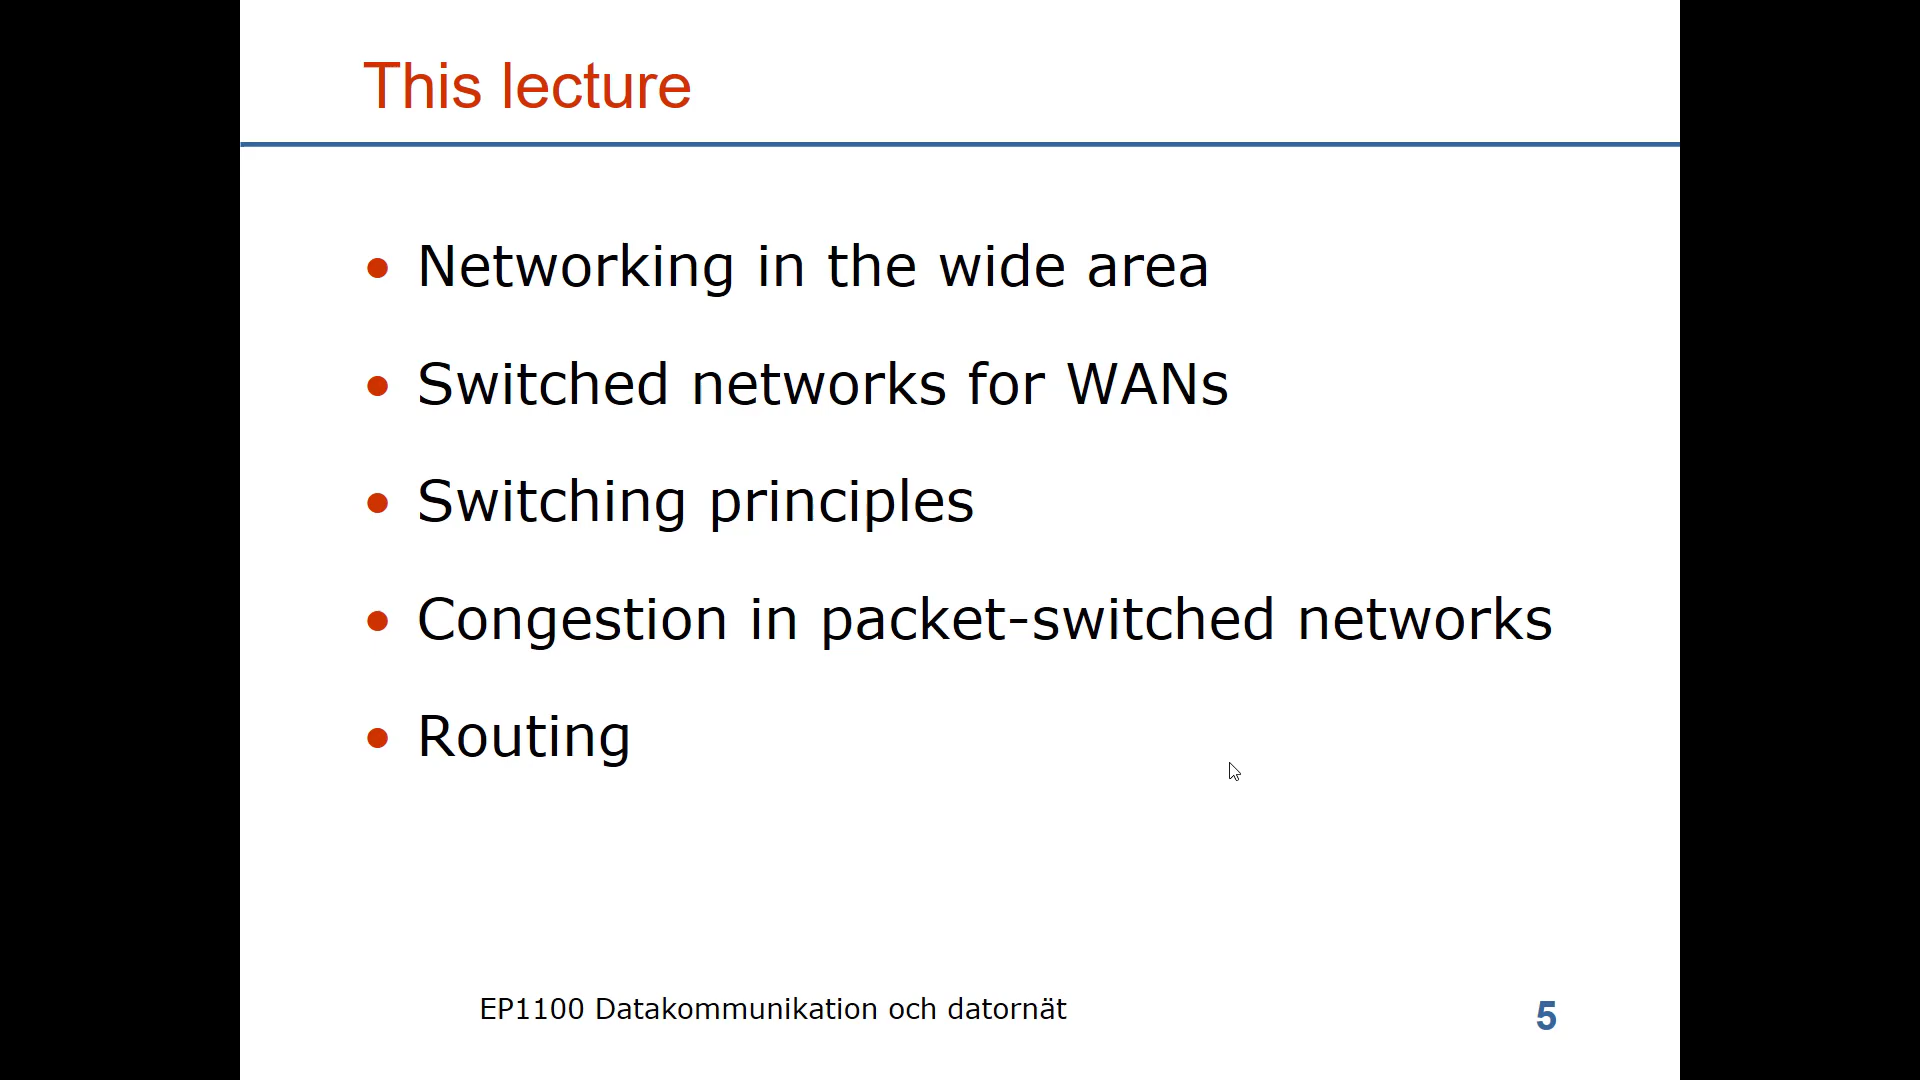 This lecture
• Networking in the wide area
• Switched networks for WANs
• Switching principles
• Congestion in packet-switched networks
• Routing
EP1100 Datakommunikation och datornät
5